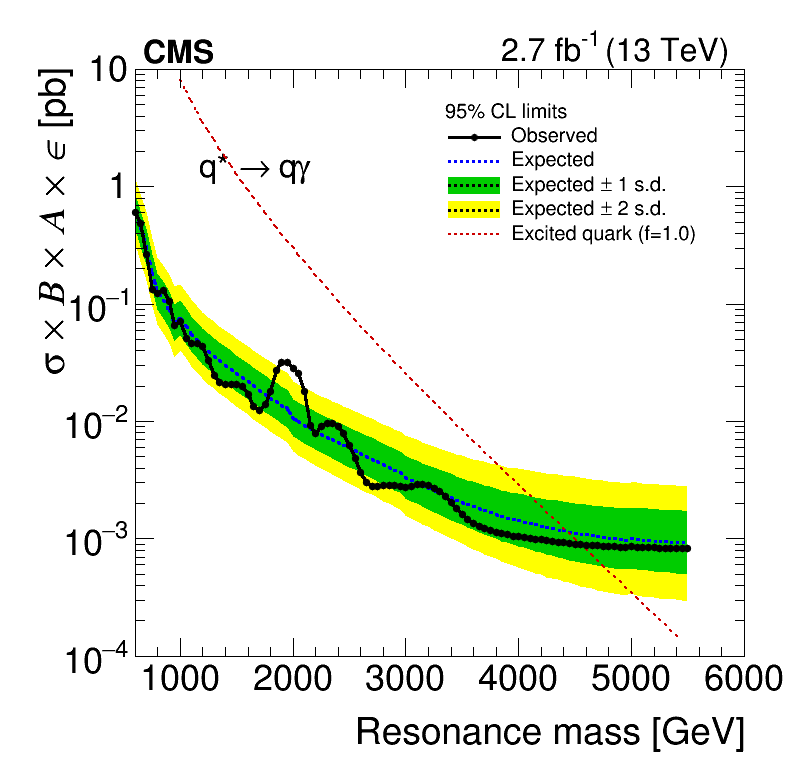 CMS 2.7 fb⁻¹ (13 TeV)
σ × B × A × ϵ [pb]
10
1
10⁻¹
10⁻²
10⁻³
10⁻⁴
q* → qγ
95% CL limits
Observed
Expected
Expected ± 1 s.d.
Expected ± 2 s.d.
Excited quark (f=1.0)
1000 2000 3000 4000 5000 6000
Resonance mass [GeV]